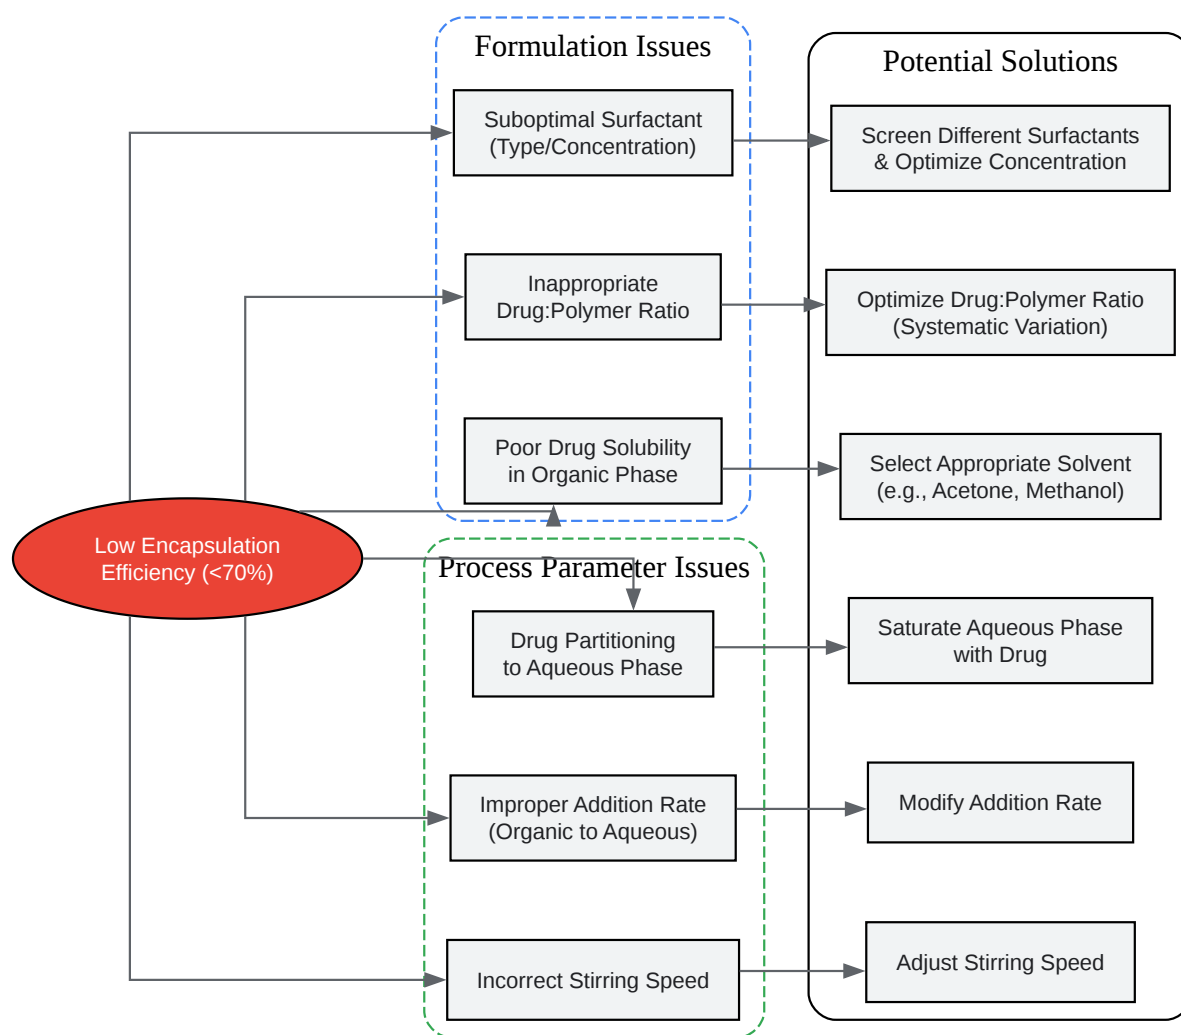 Formulation Issues
Potential Solutions
Suboptimal Surfactant
(Type/Concentration)
Screen Different Surfactants
& Optimize Concentration
Inappropriate
Drug:Polymer Ratio
Optimize Drug:Polymer Ratio
(Systematic Variation)
Poor Drug Solubility
in Organic Phase
Select Appropriate Solvent
(e.g., Acetone, Methanol)
Low Encapsulation
Efficiency (<70%)
Process Parameter Issues
Drug Partitioning
to Aqueous Phase
Saturate Aqueous Phase
with Drug
Improper Addition Rate
(Organic to Aqueous)
Modify Addition Rate
Incorrect Stirring Speed
Adjust Stirring Speed